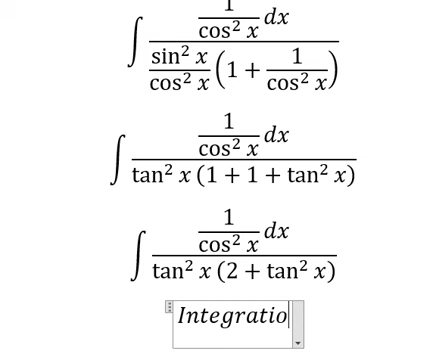 ∫ (1/cos² x dx) / (sin² x/cos² x (1 + 1/cos² x))
∫ (1/cos² x dx) / (tan² x (1 + 1 + tan² x))
∫ (1/cos² x dx) / (tan² x (2 + tan² x))
Integratio